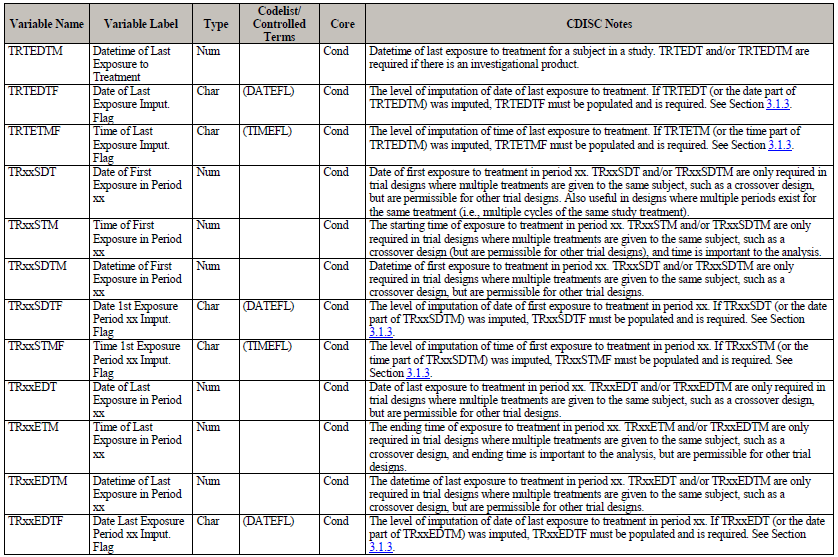 Variable Name Variable Label Type Codelist/ Controlled Terms Core CDISC Notes
TRTEDTM Datetime of Last Num Cond Datetime of last exposure to treatment for a subject in a study. TRTEDT and/or TRTEDTM are
Exposure to required if there is an investigational product.
Treatment
TRTEDTF Date of Last Char (DATEFL) Cond The level of imputation of date of last exposure to treatment. If TRTEDT (or the date part of
Exposure Imput. TRTEDTM) was imputed, TRTEDTF must be populated and is required. See Section 3.1.3.
Flag
TRTETMF Time of Last Char (TIMEFL) Cond The level of imputation of time of last exposure to treatment. If TRTETM (or the time part of
Exposure Imput. TRTEDTM) was imputed, TRTETMF must be populated and is required. See Section 3.1.3.
Flag
TRxxSDT Date of First Num Cond Date of first exposure to treatment in period xx. TRxxSDT and/or TRxxSDTM are only required in
Exposure in Period trial designs where multiple treatments are given to the same subject, such as a crossover design,
xx but are permissible for other trial designs. Also useful in designs where multiple periods exist for
the same treatment (i.e., multiple cycles of the same study treatment).
TRxxSTM Time of First Num Cond The starting time of exposure to treatment in period xx. TRxxSTM and/or TRxxSDTM are only
Exposure in Period required in trial designs where multiple treatments are given to the same subject, such as a
xx crossover design (but are permissible for other trial designs), and time is important to the analysis.
TRxxSDTM Datetime of First Num Cond Datetime of first exposure to treatment in period xx. TRxxSDT and/or TRxxSDTM are only
Exposure in Period required in trial designs where multiple treatments are given to the same subject, such as a
xx crossover design, but are permissible for other trial designs.
TRxxSDTF Date 1st Exposure Char (DATEFL) Cond The level of imputation of date of first exposure to treatment in period xx. If TRxxSDT (or the date
Period xx Imput. part of TRxxSDTM) was imputed, TRxxSDTF must be populated and is required. See Section
Flag 3.1.3.
TRxxSTMF Time 1st Exposure Char (TIMEFL) Cond The level of imputation of time of first exposure to treatment in period xx. If TRxxSTM (or the
Period xx Imput. time part of TRxxSDTM) was imputed, TRxxSTMF must be populated and is required. See
Flag Section 3.1.3.
TRxxEDT Date of Last Num Cond Date of last exposure to treatment in period xx. TRxxEDT and/or TRxxEDTM are only required in
Exposure in Period trial designs where multiple treatments are given to the same subject, such as a crossover design,
xx but are permissible for other trial designs.
TRxxETM Time of Last Num Cond The ending time of exposure to treatment in period xx. TRxxETM and/or TRxxEDTM are only
Exposure in Period required in trial designs where multiple treatments are given to the same subject, such as a
xx crossover design, and ending time is important to the analysis, but are permissible for other trial
designs.
TRxxEDTM Datetime of Last Num Cond The datetime of last exposure to treatment in period xx. TRxxEDT and/or TRxxEDTM are only
Exposure in Period required in trial designs where multiple treatments are given to the same subject, such as a
xx crossover design, but are permissible for other trial designs.
TRxxEDTF Date Last Exposure Char (DATEFL) Cond The level of imputation of date of last exposure to treatment in period xx. If TRxxEDT (or the date
Period xx Imput. part of TRxxEDTM) was imputed, TRxxEDTF must be populated and is required. See Section
Flag 3.1.3.